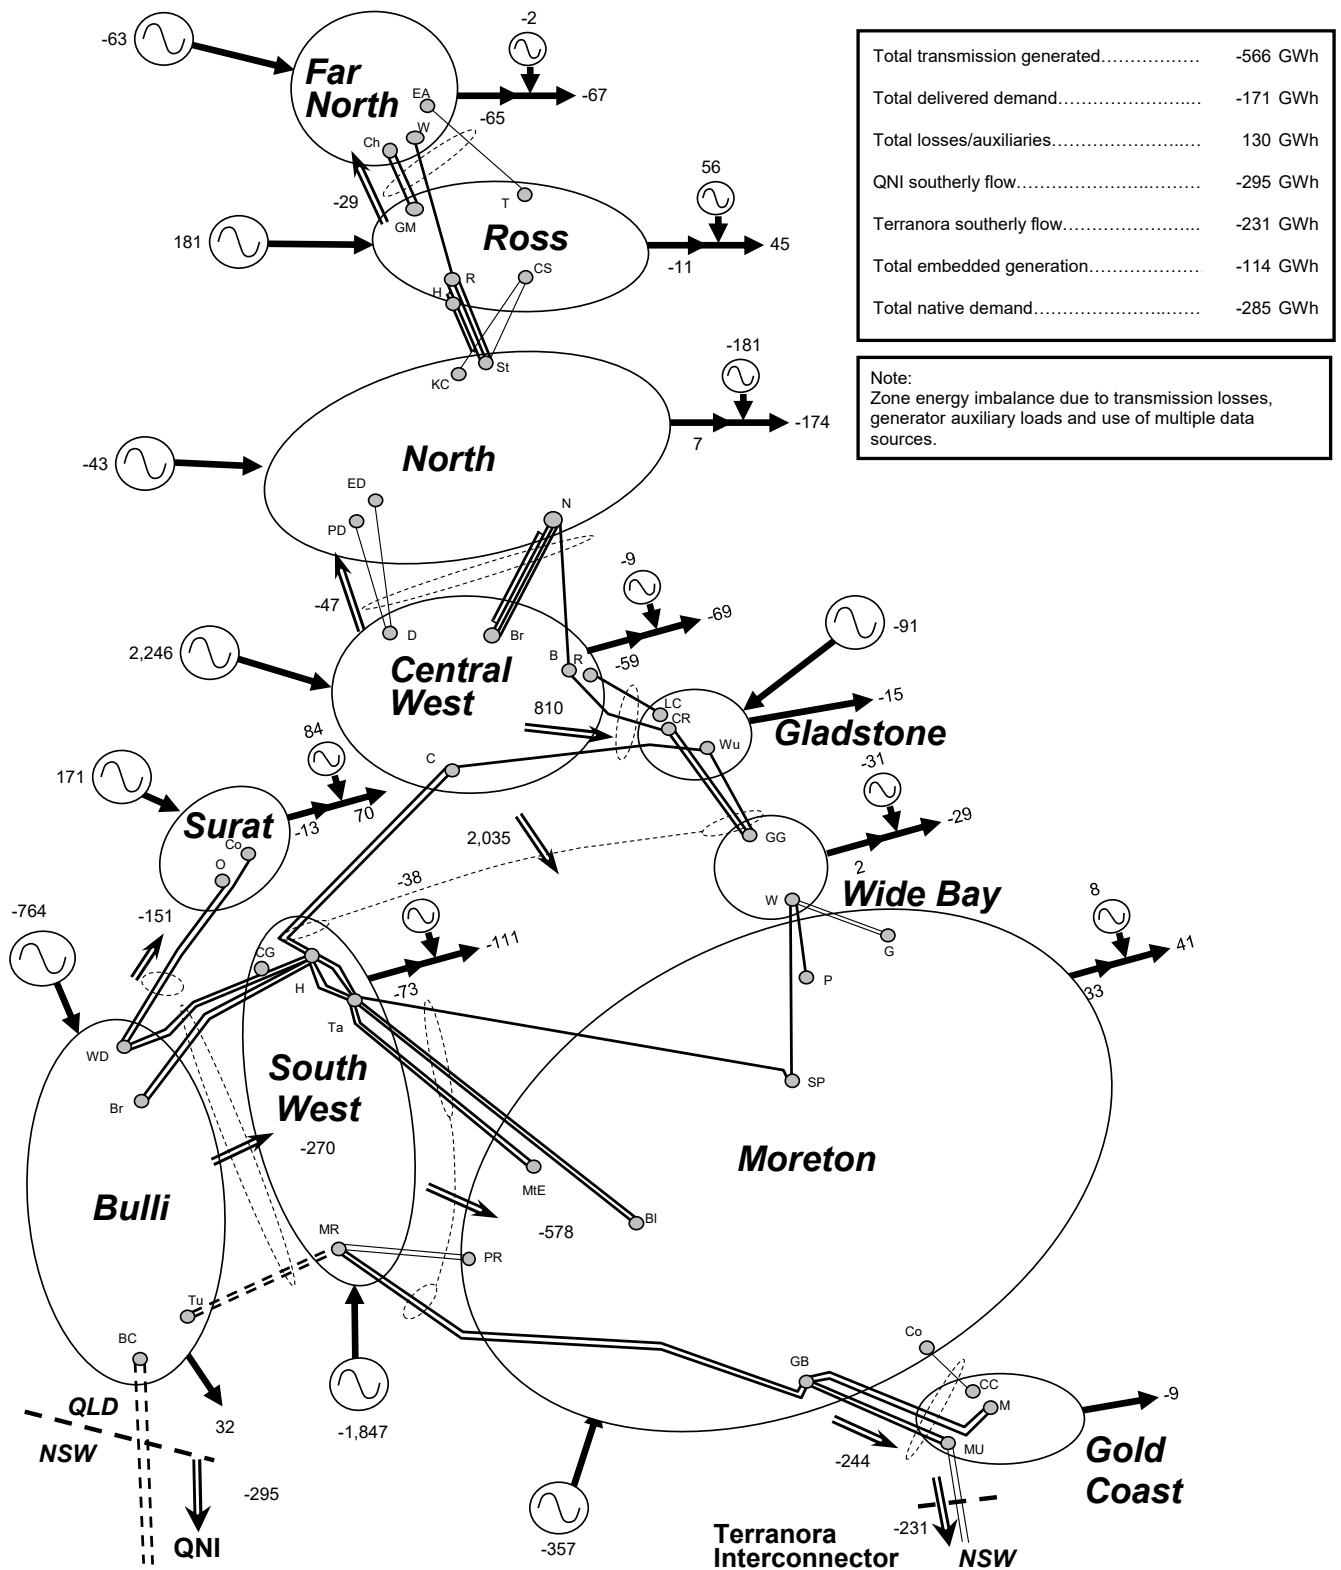 -63
-2
Far
North
EA
W
Ch
-67
-65
-29
GM
T
56
181
Ross
R
CS
H
-11
45
St
KC
-181
-174
7
-43
North
ED
PD
N
-47
D
Br
-9
-69
-59
2,246
Central
West
B
R
810
LC
CR
Wu
-91
-15
Gladstone
C
84
171
Surat
-13
70
Co
O
2,035
GG
-31
-29
2
Wide Bay
W
G
P
8
41
33
-764
-151
-38
-111
-73
CG
H
Ta
WD
Br
South
West
-270
SP
Moreton
MtE
Bl
Bulli
-578
MR
PR
Tu
BC
QLD
NSW
32
-1,847
-295
QNI
-357
GB
Co
CC
M
MU
-9
Gold
Coast
-244
-231
Terranora
Interconnector
NSW
Total transmission generated……………. -566 GWh
Total delivered demand…………………..... -171 GWh
Total losses/auxiliaries…………………..…. 130 GWh
QNI southerly flow…………………...……… -295 GWh
Terranora southerly flow…………………... -231 GWh
Total embedded generation………………. -114 GWh
Total native demand…………………...……. -285 GWh
Note:
Zone energy imbalance due to transmission losses,
generator auxiliary loads and use of multiple data
sources.